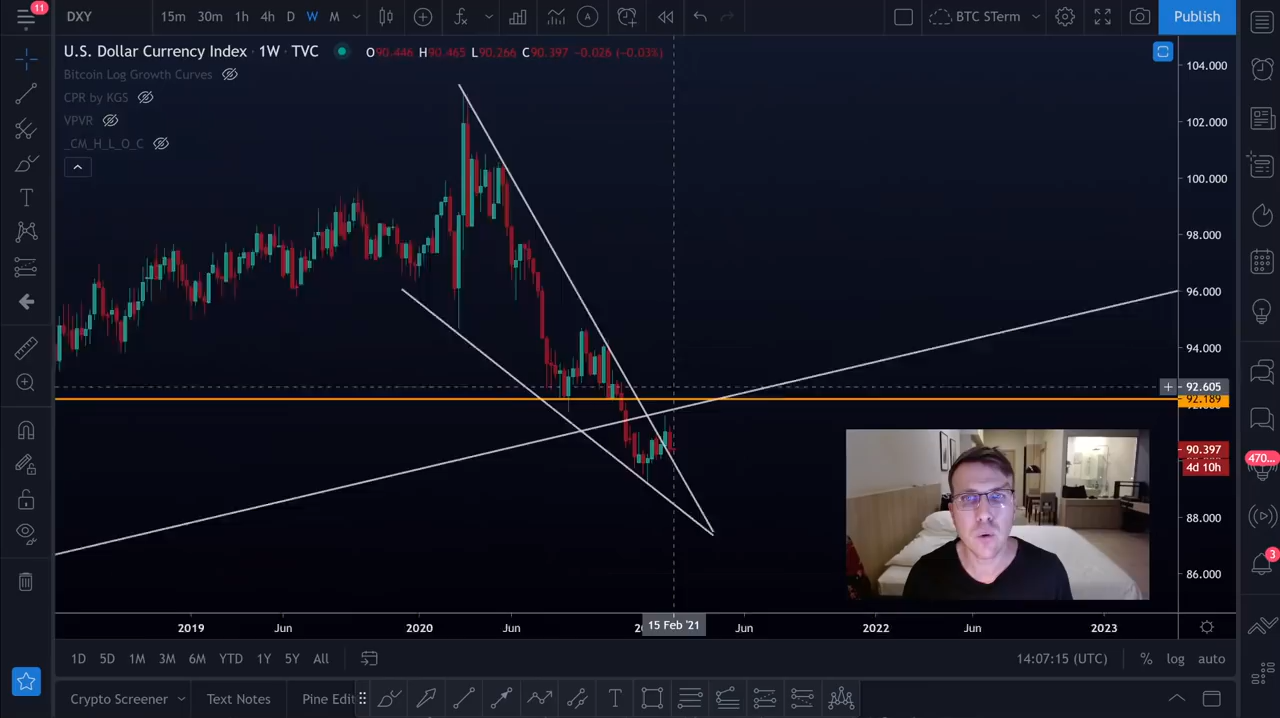 11
DXY
15m 30m 1h 4h D W M
BTC STerm
Publish
U.S. Dollar Currency Index · 1W · TVC O90.446 H90.465 L90.266 C90.397 −0.026 (−0.03%)
Bitcoin Log Growth Curves
CPR by KGS
VPVR
_CM_H_L_O_C
104.000
102.000
100.000
98.000
96.000
94.000
92.605
92.189
90.397
4d 10h
88.000
86.000
470...
3
2019 Jun 2020 Jun 15 Feb '21 Jun 2022 Jun 2023
1D 5D 1M 3M 6M YTD 1Y 5Y All
14:07:15 (UTC) % log auto
Crypto Screener Text Notes Pine Edit